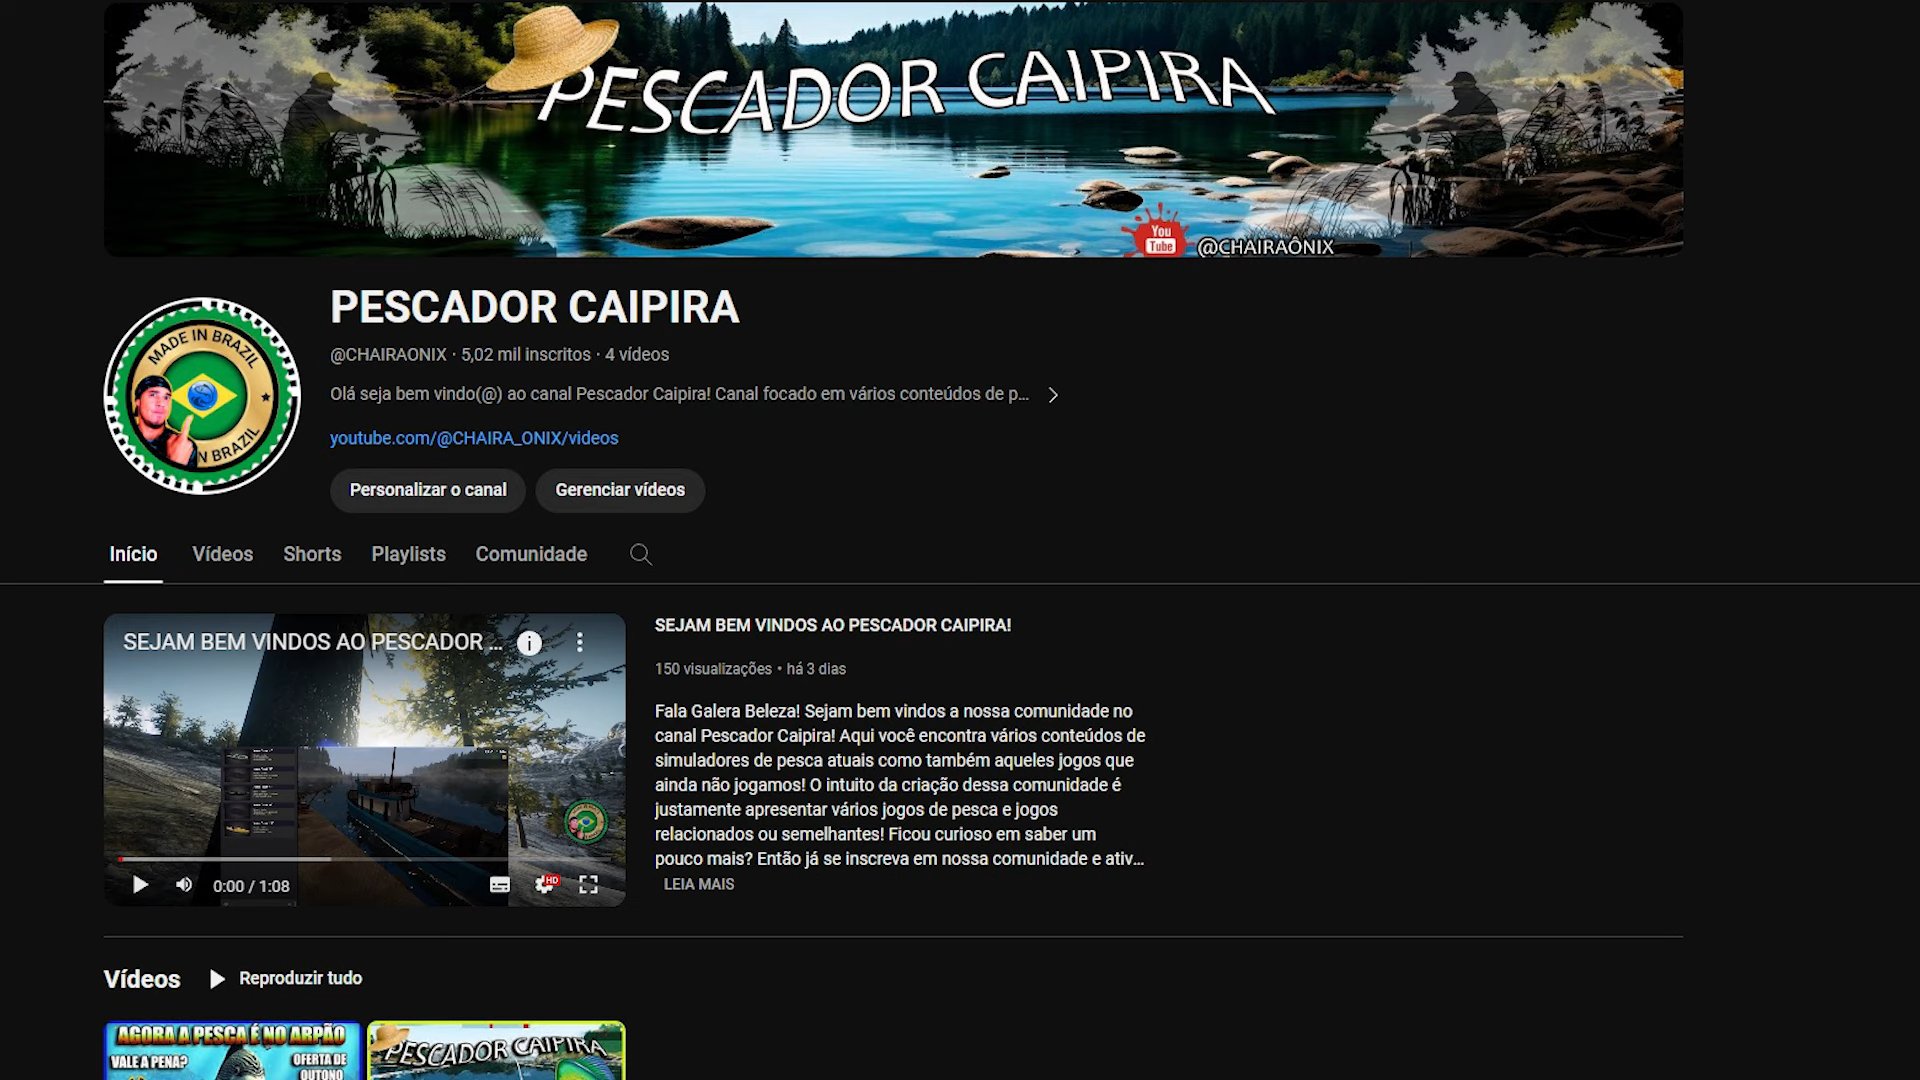 PESCADOR CAIPIRA
You
Tube
@CHAIRAÔNIX
MADE IN BRAZIL
N BRAZIL
PESCADOR CAIPIRA
@CHAIRAONIX · 5,02 mil inscritos · 4 vídeos
Olá seja bem vindo(@) ao canal Pescador Caipira! Canal focado em vários conteúdos de p...
youtube.com/@CHAIRA_ONIX/videos
Personalizar o canal
Gerenciar vídeos
Início
Vídeos
Shorts
Playlists
Comunidade
SEJAM BEM VINDOS AO PESCADOR ...
0:00 / 1:08
HD
SEJAM BEM VINDOS AO PESCADOR CAIPIRA!
150 visualizações • há 3 dias
Fala Galera Beleza! Sejam bem vindos a nossa comunidade no
canal Pescador Caipira! Aqui você encontra vários conteúdos de
simuladores de pesca atuais como também aqueles jogos que
ainda não jogamos! O intuito da criação dessa comunidade é
justamente apresentar vários jogos de pesca e jogos
relacionados ou semelhantes! Ficou curioso em saber um
pouco mais? Então já se inscreva em nossa comunidade e ativ...
LEIA MAIS
Vídeos
Reproduzir tudo
AGORA A PESCA É NO ARPÃO
VALE A PENA?
OFERTA DE
OUTONO
PESCADOR CAIPIRA